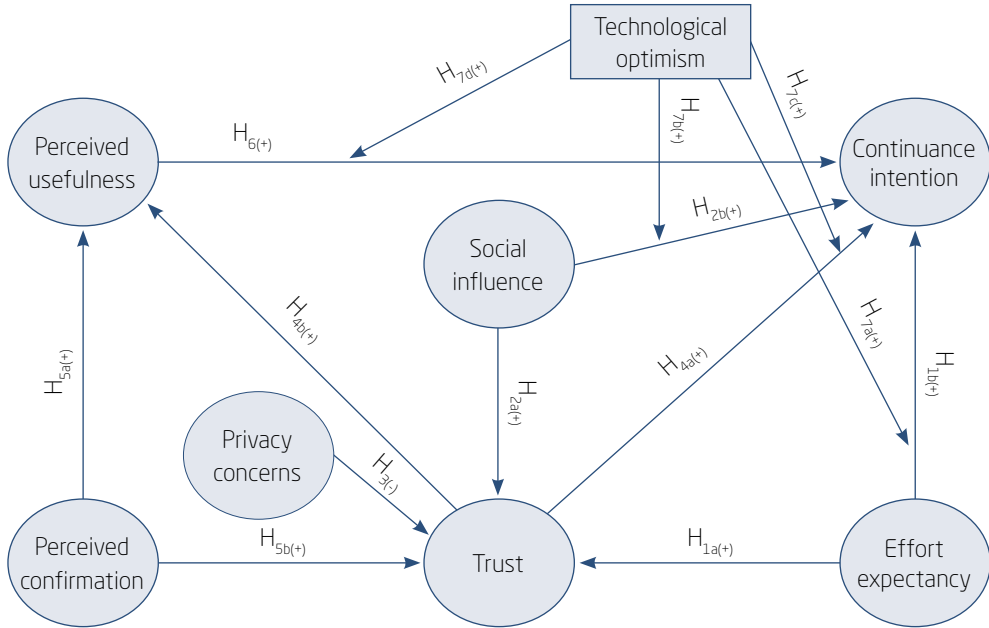 Technological
optimism
H7d(+)
H7b(+)
H7c(+)
Perceived
usefulness
H6(+)
Continuance
intention
H2b(+)
Social
influence
H4b(+)
H7a(+)
H4a(+)
H5a(+)
H2a(+)
H1b(+)
Privacy
concerns
H3(-)
Perceived
confirmation
H5b(+)
Trust
H1a(+)
Effort
expectancy